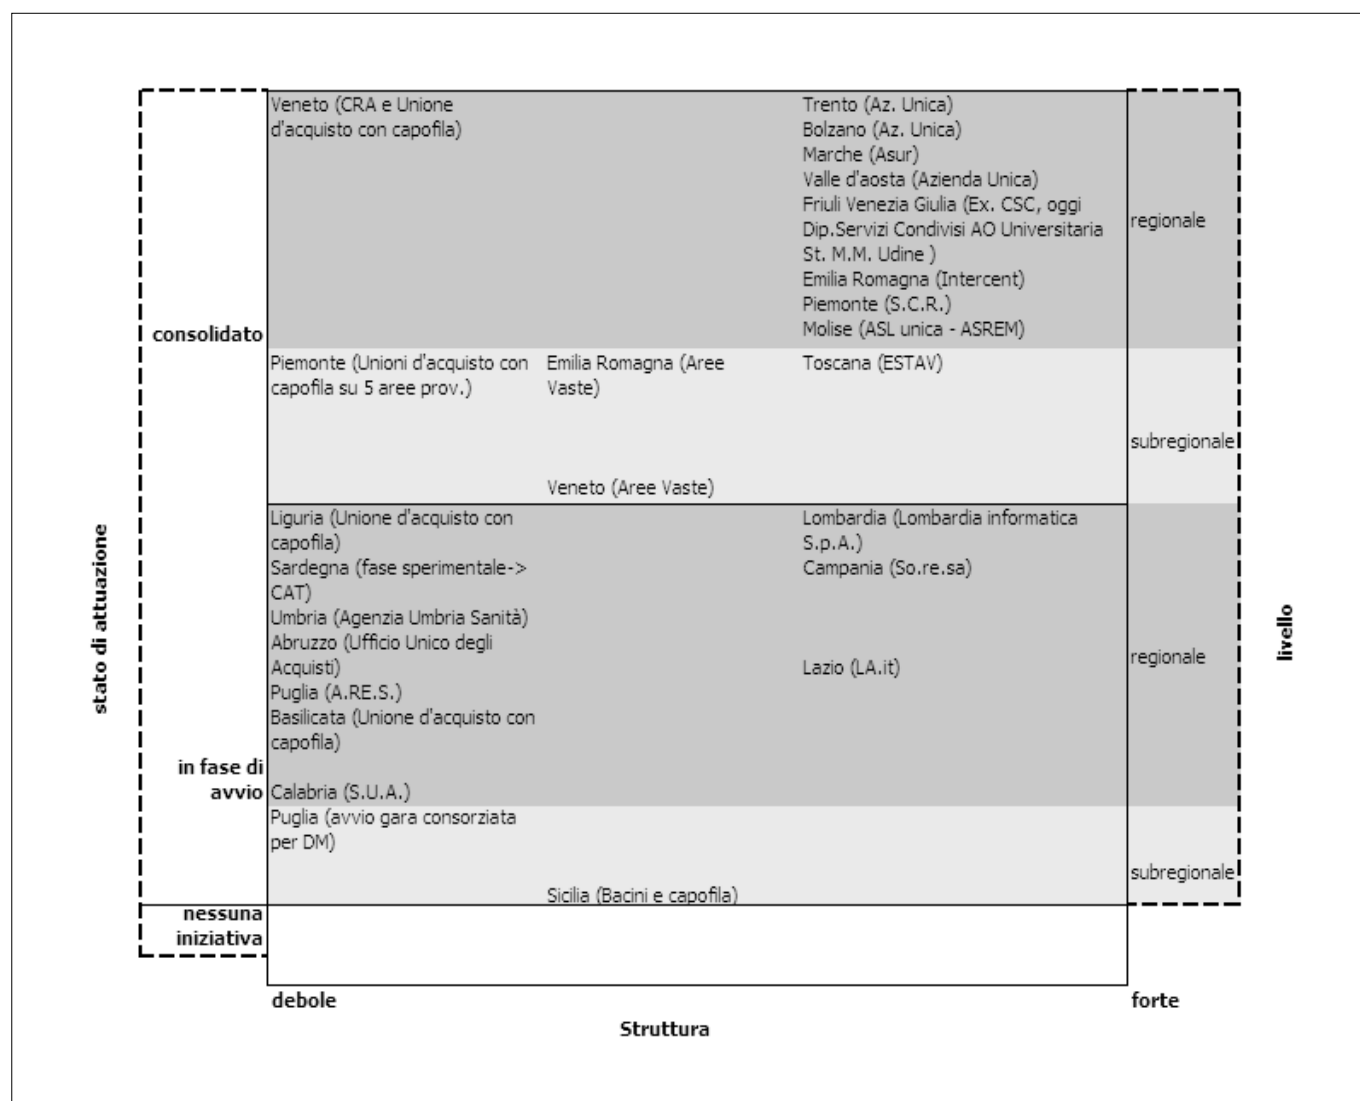 Veneto (CRA e Unione
d'acquisto con capofila)
Trento (Az. Unica)
Bolzano (Az. Unica)
Marche (Asur)
Valle d'aosta (Azienda Unica)
Friuli Venezia Giulia (Ex. CSC, oggi
Dip.Servizi Condivisi AO Universitaria
St. M.M. Udine )
Emilia Romagna (Intercent)
Piemonte (S.C.R.)
Molise (ASL unica - ASREM)
regionale
consolidato
Piemonte (Unioni d'acquisto con
capofila su 5 aree prov.)
Emilia Romagna (Aree
Vaste)
Veneto (Aree Vaste)
Toscana (ESTAV)
subregionale
Liguria (Unione d'acquisto con
capofila)
Sardegna (fase sperimentale->
CAT)
Umbria (Agenzia Umbria Sanità)
Abruzzo (Ufficio Unico degli
Acquisti)
Puglia (A.RE.S.)
Basilicata (Unione d'acquisto con
capofila)
Calabria (S.U.A.)
Lombardia (Lombardia informatica
S.p.A.)
Campania (So.re.sa)
Lazio (LA.it)
regionale
in fase di
avvio
Puglia (avvio gara consorziata
per DM)
Sicilia (Bacini e capofila)
subregionale
nessuna
iniziativa
stato di attuazione
livello
debole
forte
Struttura